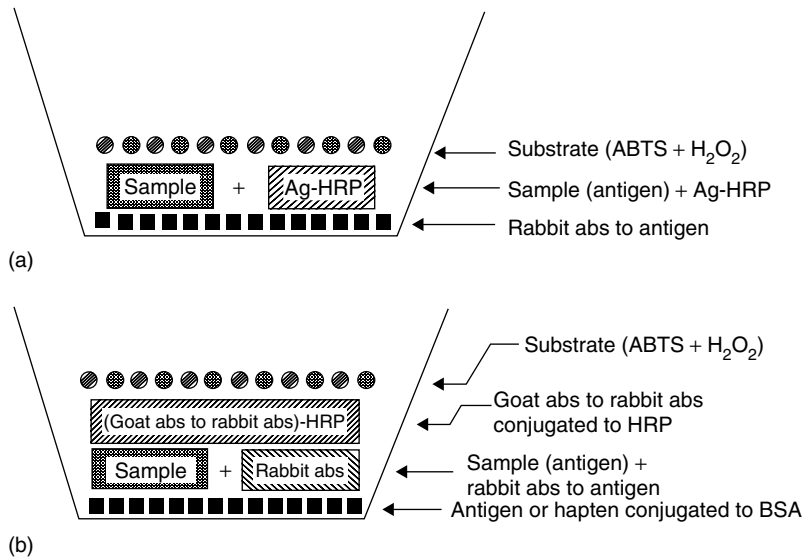 Substrate (ABTS + H₂O₂)
Sample + Ag-HRP
Sample (antigen) + Ag-HRP
Rabbit abs to antigen
(a)
Substrate (ABTS + H₂O₂)
(Goat abs to rabbit abs)-HRP
Goat abs to rabbit abs
conjugated to HRP
Sample + Rabbit abs
Sample (antigen) +
rabbit abs to antigen
Antigen or hapten conjugated to BSA
(b)